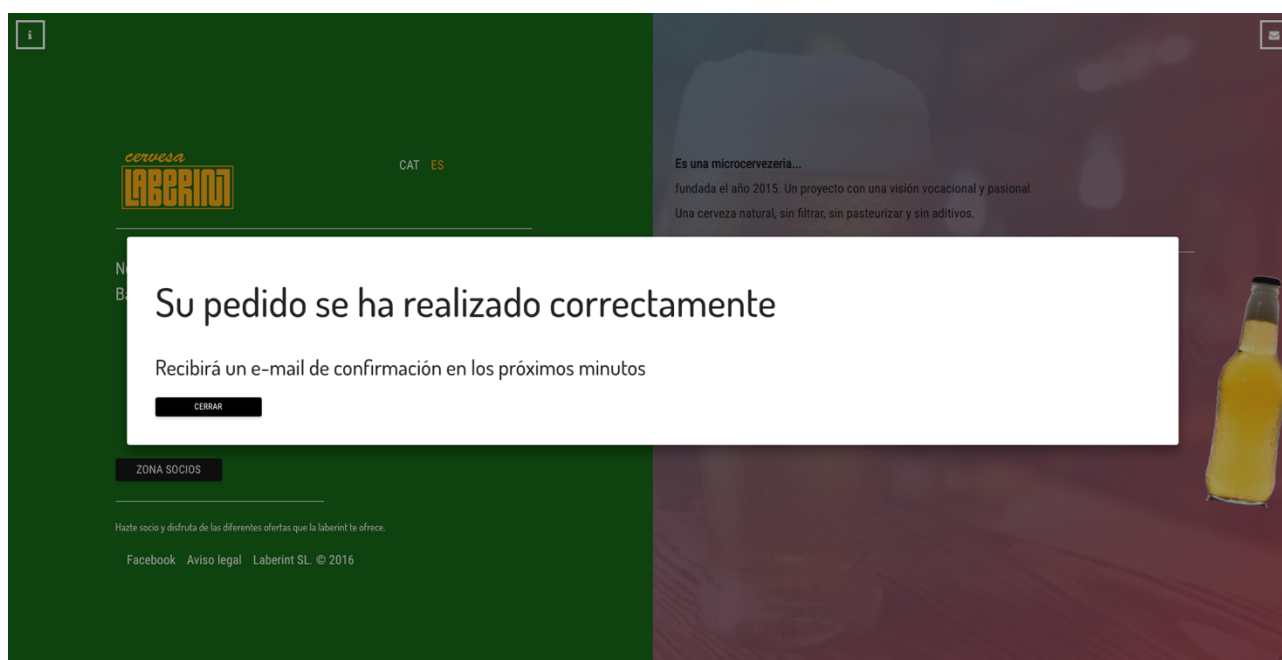 cervesa
LABERINT
CAT ES
Es una microcervezeria...
fundada el año 2015. Un proyecto con una visión vocacional y pasional.
Una cerveza natural, sin filtrar, sin pasteurizar y sin aditivos.
Su pedido se ha realizado correctamente
Recibirá un e-mail de confirmación en los próximos minutos
CERRAR
ZONA SOCIOS
Hazte socio y disfruta de las diferentes ofertas que la laberint te ofrece.
Facebook Aviso legal Laberint SL. © 2016